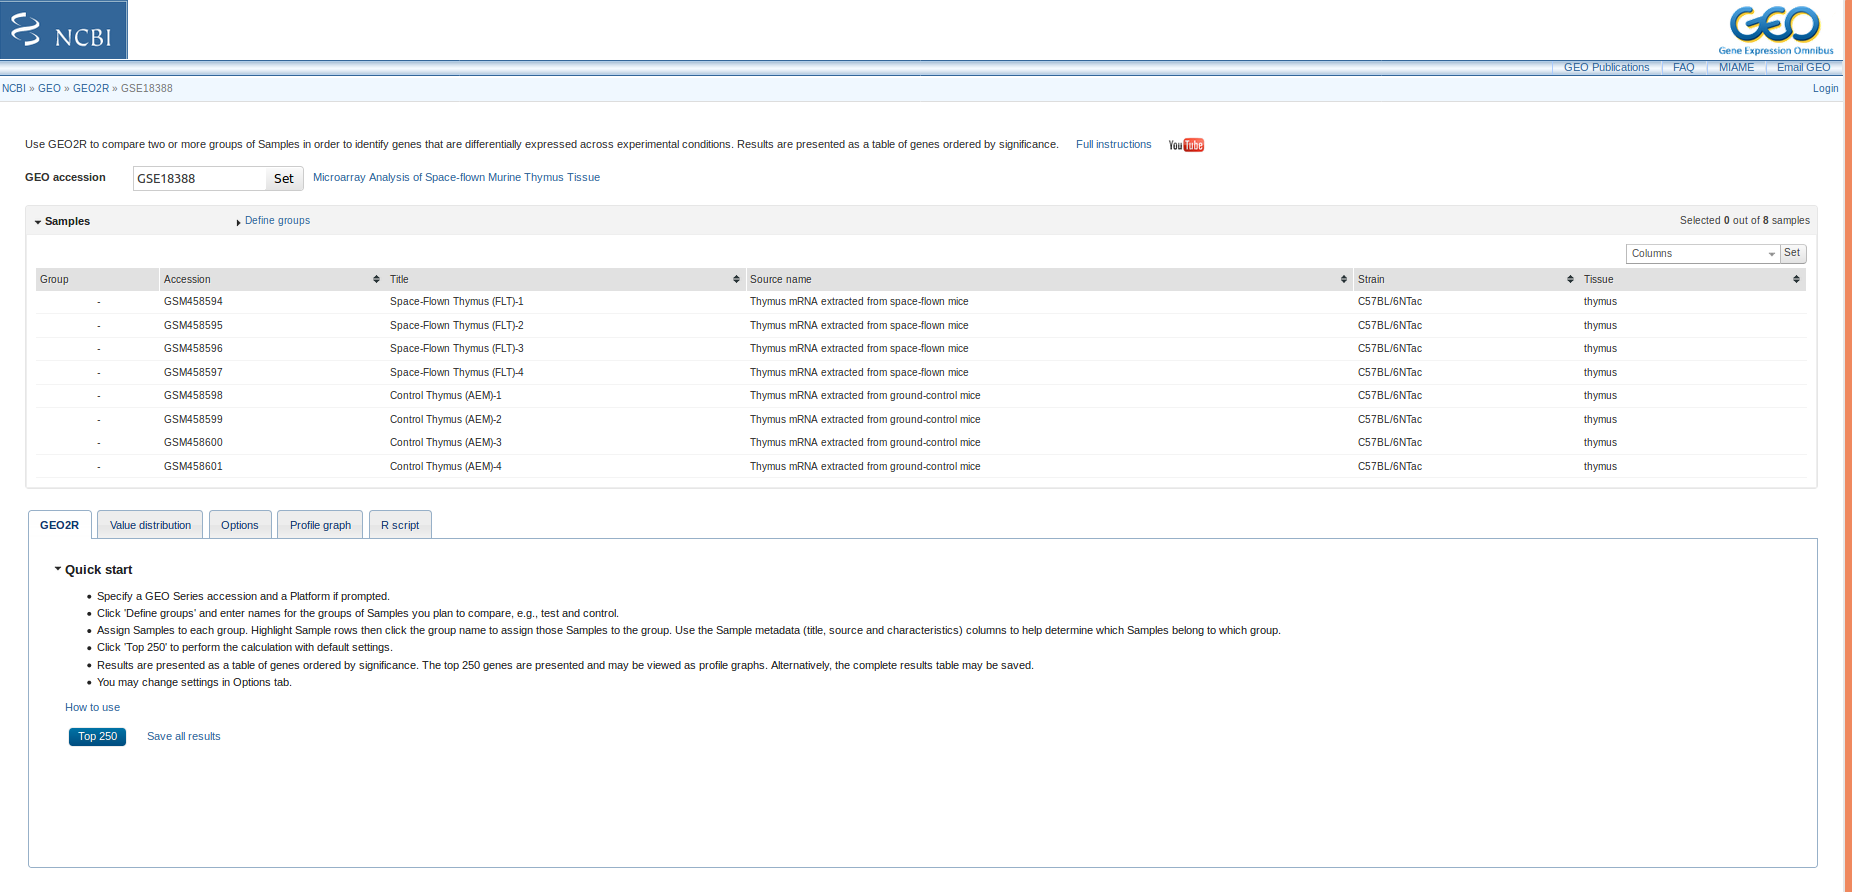 NCBI
GEO
Gene Expression Omnibus
GEO Publications FAQ MIAME Email GEO
NCBI » GEO » GEO2R » GSE18388 Login
Use GEO2R to compare two or more groups of Samples in order to identify genes that are differentially expressed across experimental conditions. Results are presented as a table of genes ordered by significance. Full instructions YouTube
GEO accession GSE18388 Set Microarray Analysis of Space-flown Murine Thymus Tissue
Samples Define groups Selected 0 out of 8 samples
Columns Set
Group Accession Title Source name Strain Tissue
- GSM458594 Space-Flown Thymus (FLT)-1 Thymus mRNA extracted from space-flown mice C57BL/6NTac thymus
- GSM458595 Space-Flown Thymus (FLT)-2 Thymus mRNA extracted from space-flown mice C57BL/6NTac thymus
- GSM458596 Space-Flown Thymus (FLT)-3 Thymus mRNA extracted from space-flown mice C57BL/6NTac thymus
- GSM458597 Space-Flown Thymus (FLT)-4 Thymus mRNA extracted from space-flown mice C57BL/6NTac thymus
- GSM458598 Control Thymus (AEM)-1 Thymus mRNA extracted from ground-control mice C57BL/6NTac thymus
- GSM458599 Control Thymus (AEM)-2 Thymus mRNA extracted from ground-control mice C57BL/6NTac thymus
- GSM458600 Control Thymus (AEM)-3 Thymus mRNA extracted from ground-control mice C57BL/6NTac thymus
- GSM458601 Control Thymus (AEM)-4 Thymus mRNA extracted from ground-control mice C57BL/6NTac thymus
GEO2R Value distribution Options Profile graph R script
Quick start
• Specify a GEO Series accession and a Platform if prompted.
• Click 'Define groups' and enter names for the groups of Samples you plan to compare, e.g., test and control.
• Assign Samples to each group. Highlight Sample rows then click the group name to assign those Samples to the group. Use the Sample metadata (title, source and characteristics) columns to help determine which Samples belong to which group.
• Click 'Top 250' to perform the calculation with default settings.
• Results are presented as a table of genes ordered by significance. The top 250 genes are presented and may be viewed as profile graphs. Alternatively, the complete results table may be saved.
• You may change settings in Options tab.
How to use
Top 250 Save all results